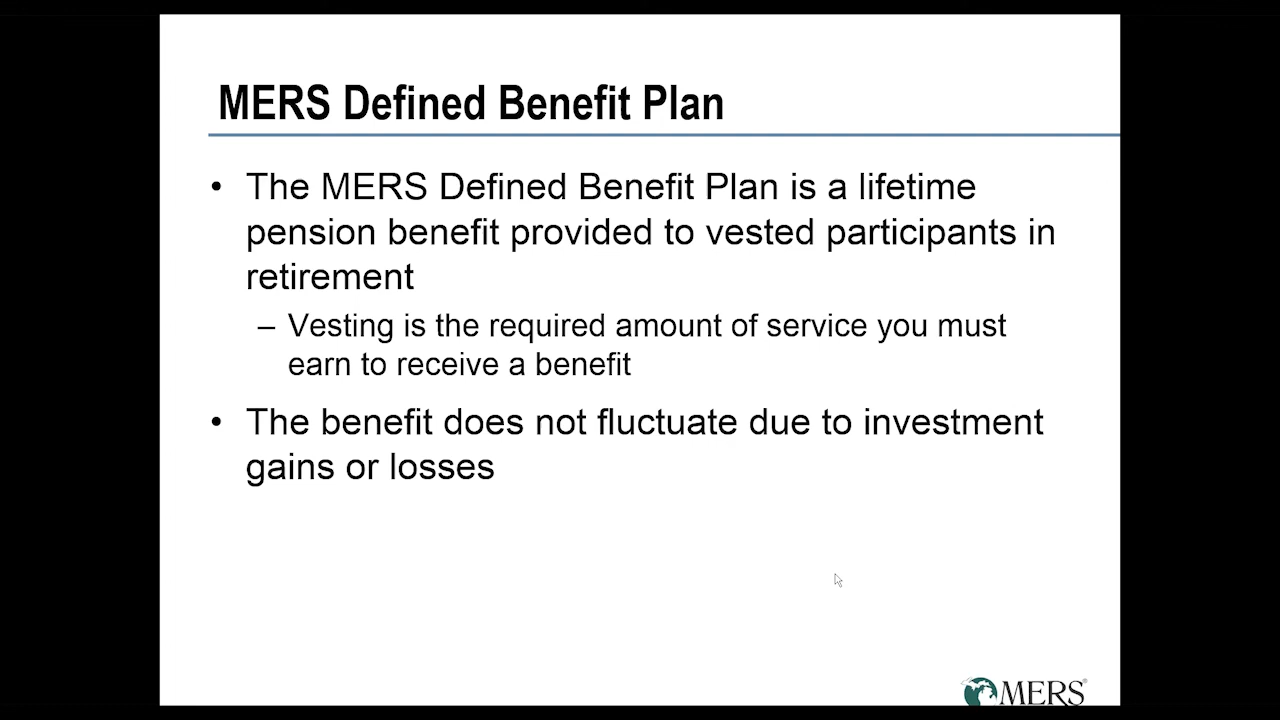 MERS Defined Benefit Plan
• The MERS Defined Benefit Plan is a lifetime
pension benefit provided to vested participants in
retirement
– Vesting is the required amount of service you must
earn to receive a benefit
• The benefit does not fluctuate due to investment
gains or losses
MERS®